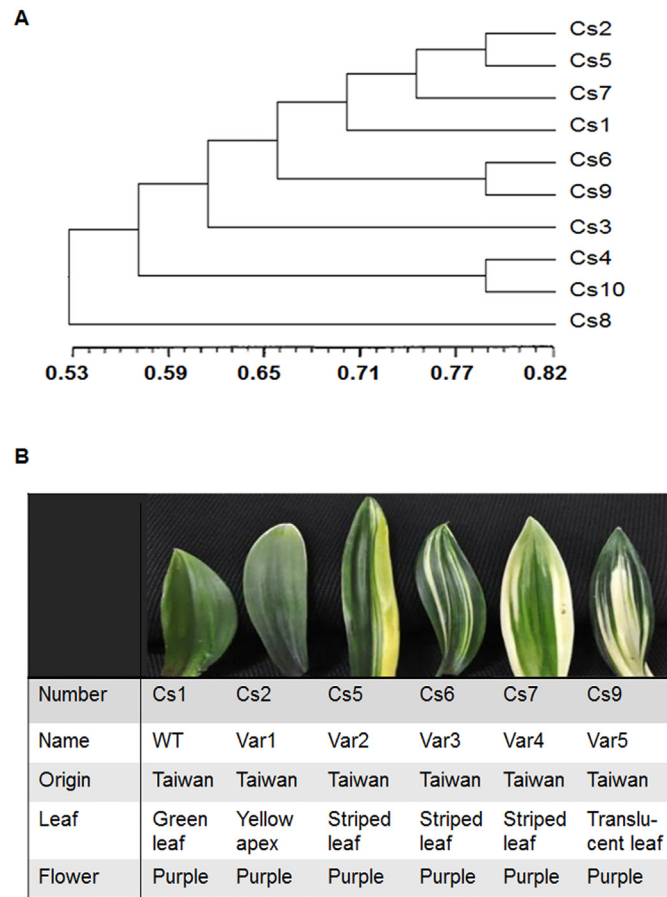 A
Cs2
Cs5
Cs7
Cs1
Cs6
Cs9
Cs3
Cs4
Cs10
Cs8
0.53 0.59 0.65 0.71 0.77 0.82
B
Number Cs1 Cs2 Cs5 Cs6 Cs7 Cs9
Name WT Var1 Var2 Var3 Var4 Var5
Origin Taiwan Taiwan Taiwan Taiwan Taiwan Taiwan
Leaf Green Yellow Striped Striped Striped Translu-
leaf apex leaf leaf leaf cent leaf
Flower Purple Purple Purple Purple Purple Purple